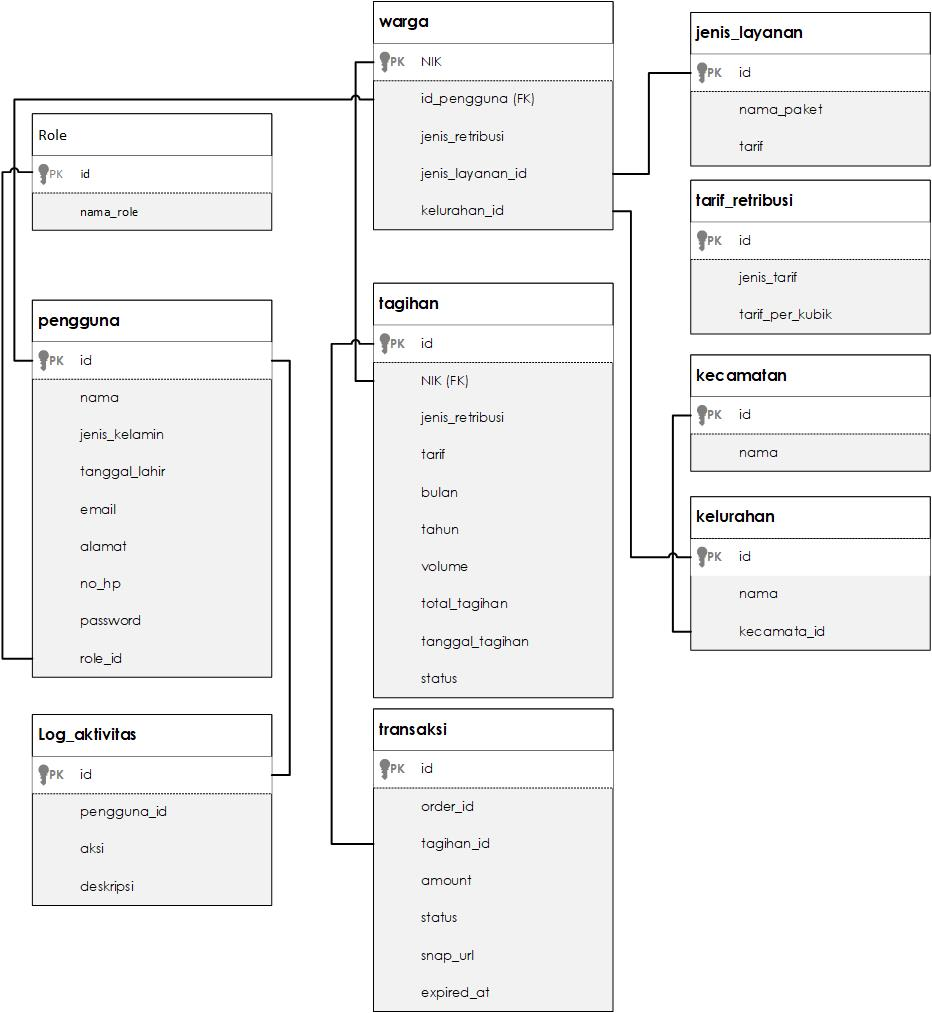 Role
PK id
nama_role
pengguna
PK id
nama
jenis_kelamin
tanggal_lahir
email
alamat
no_hp
password
role_id
Log_aktivitas
PK id
pengguna_id
aksi
deskripsi
warga
PK NIK
id_pengguna (FK)
jenis_retribusi
jenis_layanan_id
kelurahan_id
tagihan
PK id
NIK (FK)
jenis_retribusi
tarif
bulan
tahun
volume
total_tagihan
tanggal_tagihan
status
transaksi
PK id
order_id
tagihan_id
amount
status
snap_url
expired_at
jenis_layanan
PK id
nama_paket
tarif
tarif_retribusi
PK id
jenis_tarif
tarif_per_kubik
kecamatan
PK id
nama
kelurahan
PK id
nama
kecamata_id